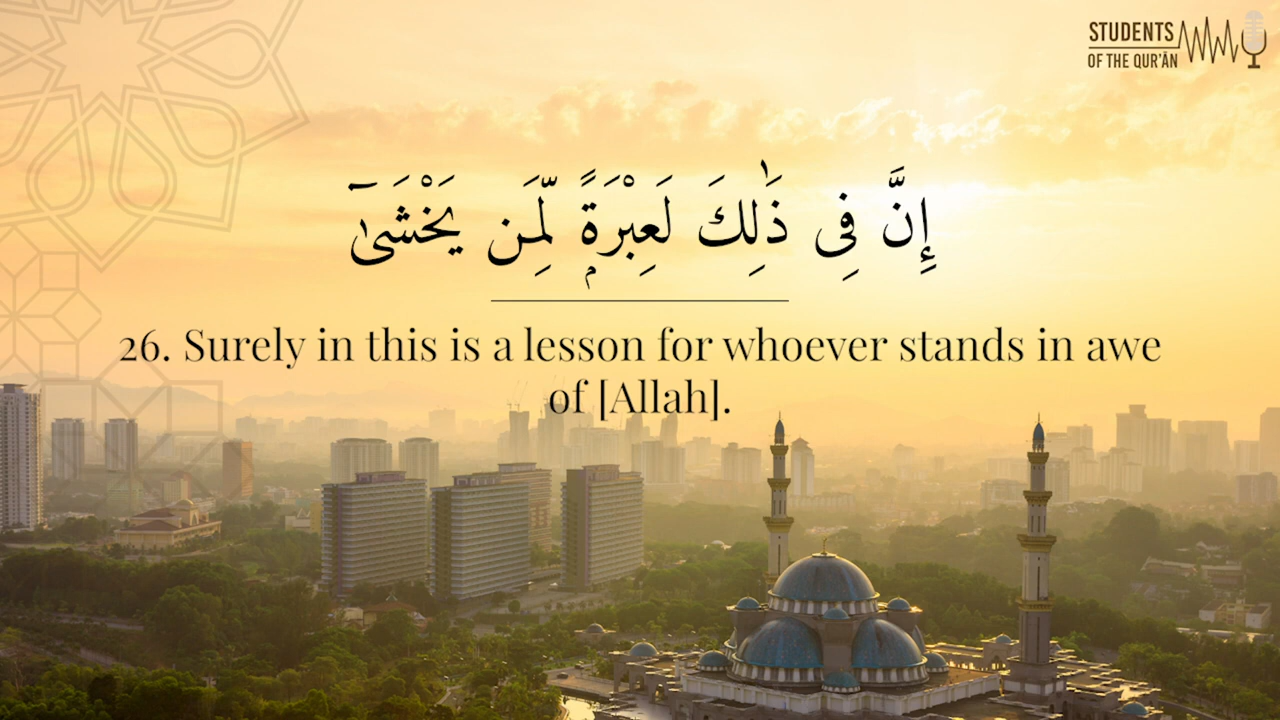 STUDENTS
OF THE QUR'ĀN
إِنَّ فِى ذَٰلِكَ لَعِبْرَةًۭ لِّمَن يَخْشَىٰٓ
26. Surely in this is a lesson for whoever stands in awe
of [Allah].